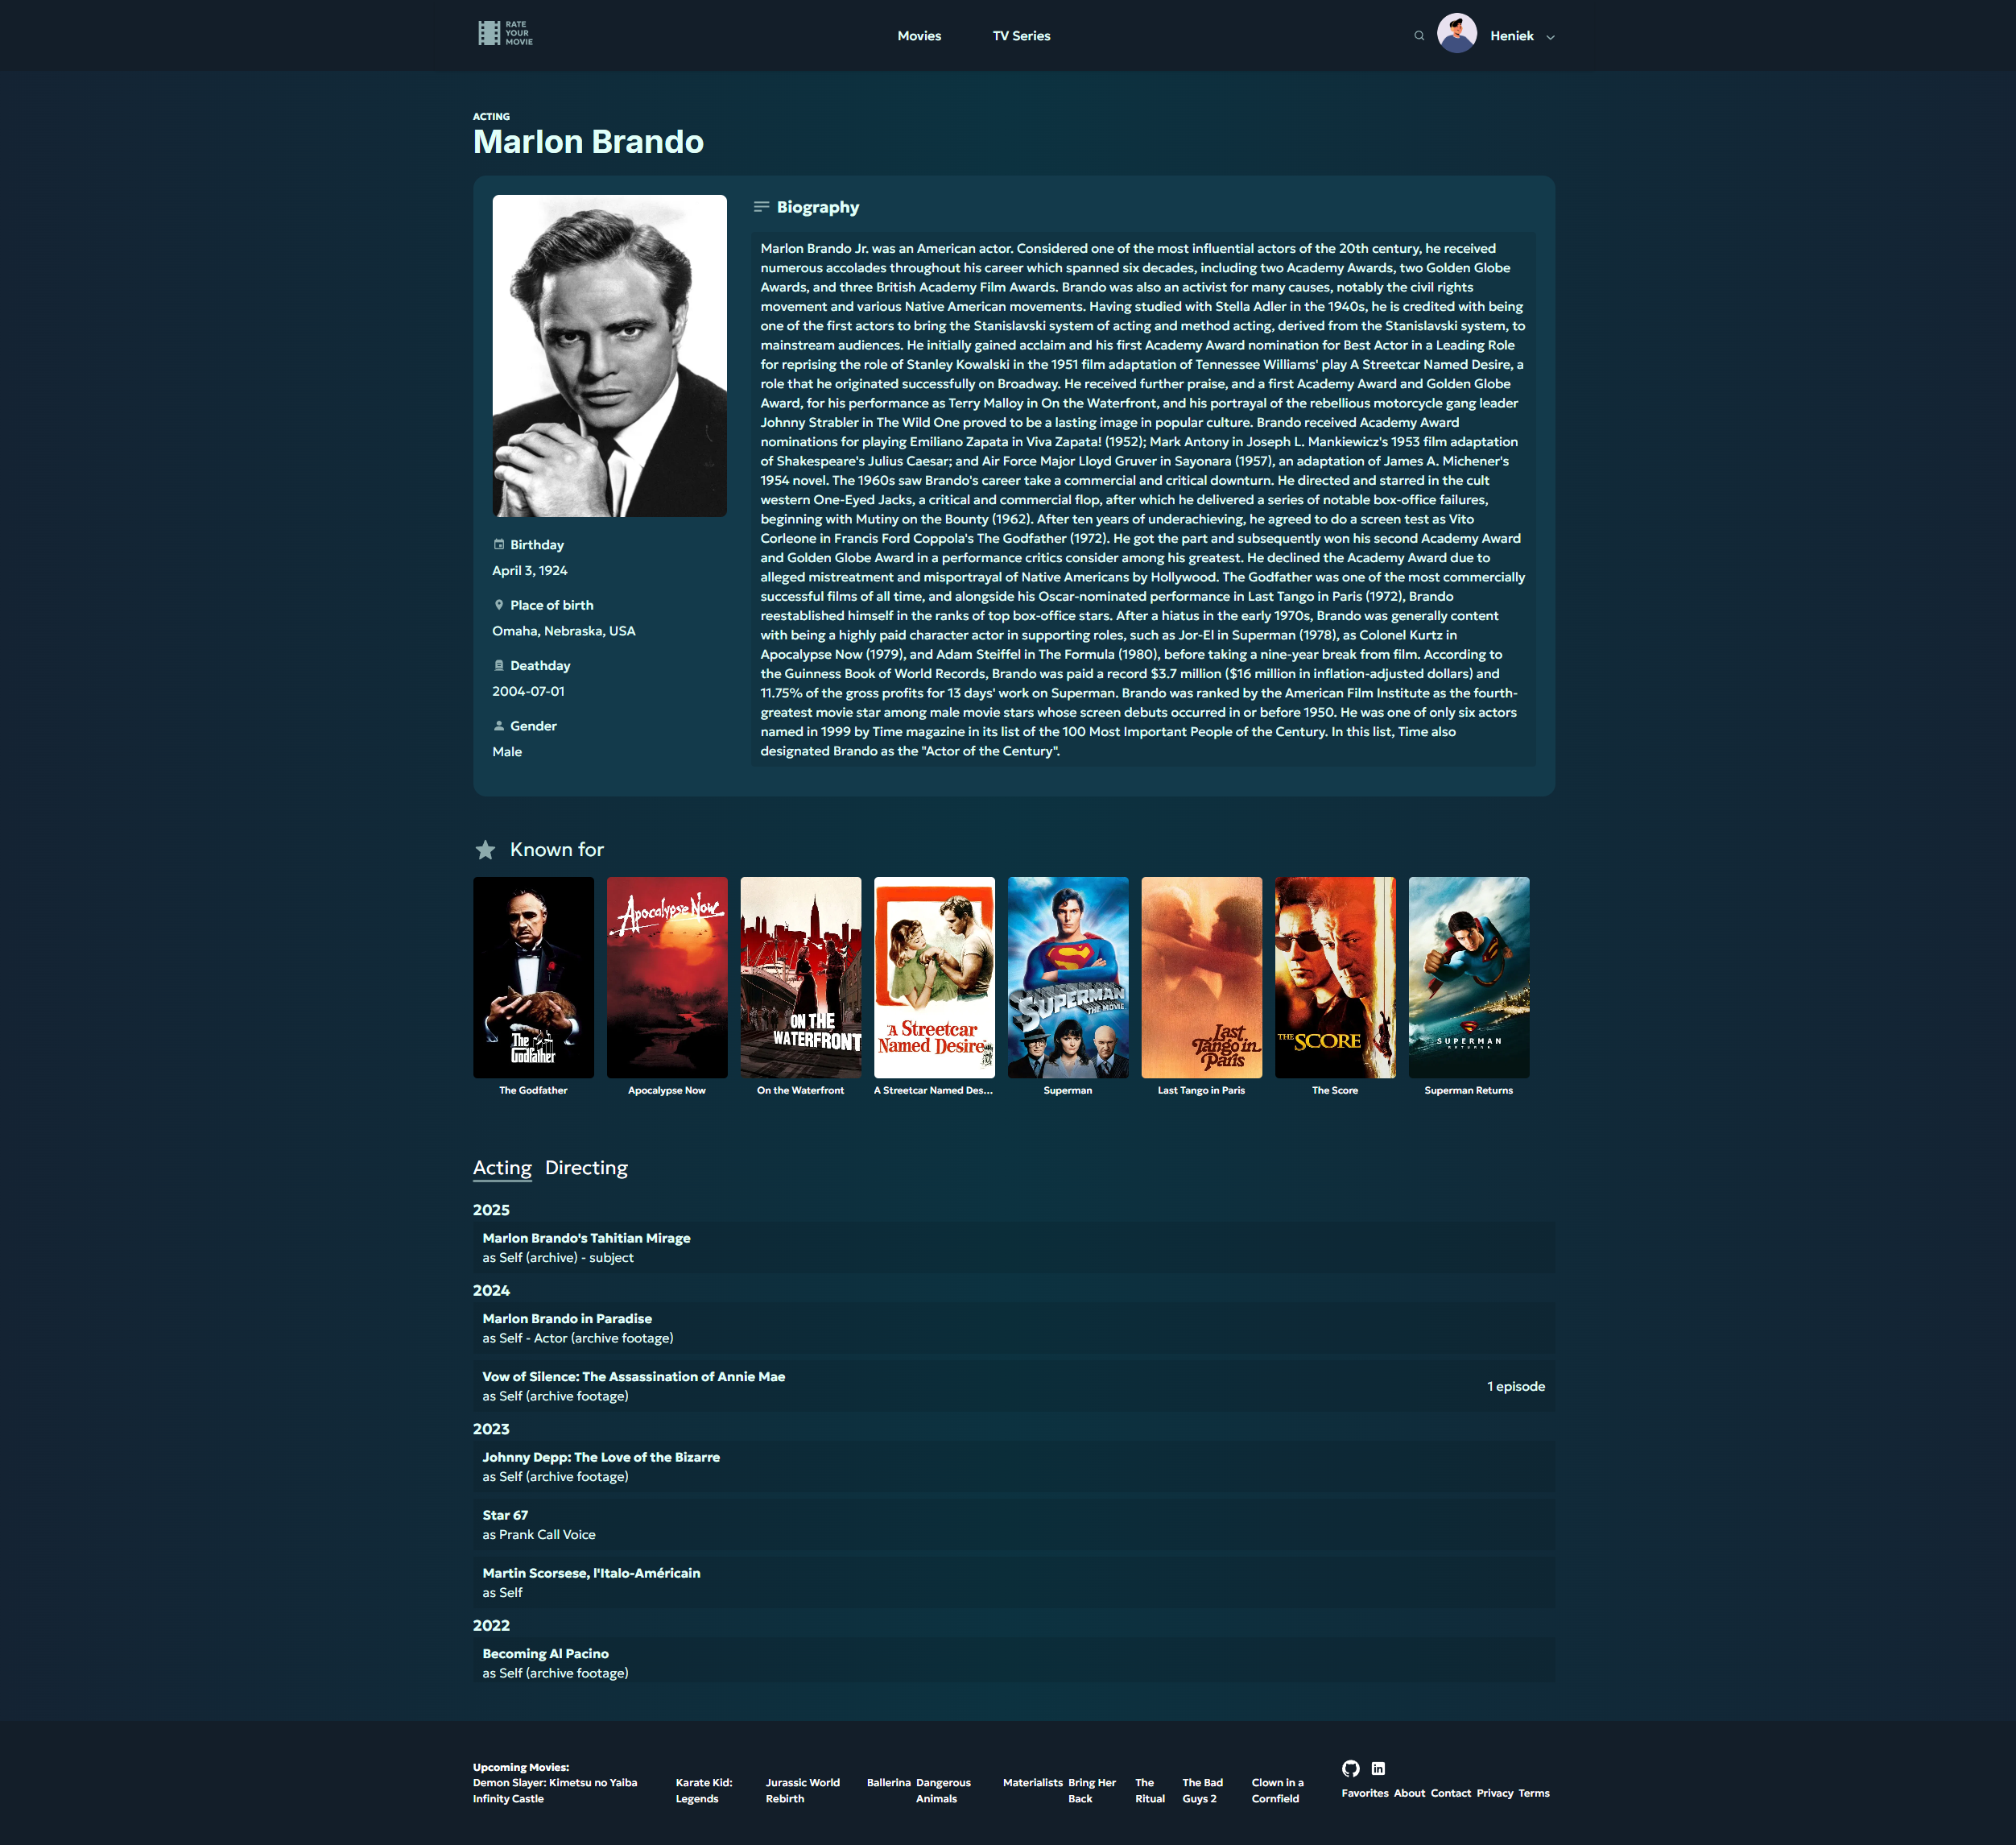 RATE
YOUR
MOVIE
Movies
TV Series
Heniek
ACTING
Marlon Brando
Biography
Marlon Brando Jr. was an American actor. Considered one of the most influential actors of the 20th century, he received
numerous accolades throughout his career which spanned six decades, including two Academy Awards, two Golden Globe
Awards, and three British Academy Film Awards. Brando was also an activist for many causes, notably the civil rights
movement and various Native American movements. Having studied with Stella Adler in the 1940s, he is credited with being
one of the first actors to bring the Stanislavski system of acting and method acting, derived from the Stanislavski system, to
mainstream audiences. He initially gained acclaim and his first Academy Award nomination for Best Actor in a Leading Role
for reprising the role of Stanley Kowalski in the 1951 film adaptation of Tennessee Williams' play A Streetcar Named Desire, a
role that he originated successfully on Broadway. He received further praise, and a first Academy Award and Golden Globe
Award, for his performance as Terry Malloy in On the Waterfront, and his portrayal of the rebellious motorcycle gang leader
Johnny Strabler in The Wild One proved to be a lasting image in popular culture. Brando received Academy Award
nominations for playing Emiliano Zapata in Viva Zapata! (1952); Mark Antony in Joseph L. Mankiewicz's 1953 film adaptation
of Shakespeare's Julius Caesar; and Air Force Major Lloyd Gruver in Sayonara (1957), an adaptation of James A. Michener's
1954 novel. The 1960s saw Brando's career take a commercial and critical downturn. He directed and starred in the cult
western One-Eyed Jacks, a critical and commercial flop, after which he delivered a series of notable box-office failures,
beginning with Mutiny on the Bounty (1962). After ten years of underachieving, he agreed to do a screen test as Vito
Corleone in Francis Ford Coppola's The Godfather (1972). He got the part and subsequently won his second Academy Award
and Golden Globe Award in a performance critics consider among his greatest. He declined the Academy Award due to
alleged mistreatment and misportrayal of Native Americans by Hollywood. The Godfather was one of the most commercially
successful films of all time, and alongside his Oscar-nominated performance in Last Tango in Paris (1972), Brando
reestablished himself in the ranks of top box-office stars. After a hiatus in the early 1970s, Brando was generally content
with being a highly paid character actor in supporting roles, such as Jor-El in Superman (1978), as Colonel Kurtz in
Apocalypse Now (1979), and Adam Steiffel in The Formula (1980), before taking a nine-year break from film. According to
the Guinness Book of World Records, Brando was paid a record $3.7 million ($16 million in inflation-adjusted dollars) and
11.75% of the gross profits for 13 days' work on Superman. Brando was ranked by the American Film Institute as the fourth-
greatest movie star among male movie stars whose screen debuts occurred in or before 1950. He was one of only six actors
named in 1999 by Time magazine in its list of the 100 Most Important People of the Century. In this list, Time also
designated Brando as the "Actor of the Century".
Birthday
April 3, 1924
Place of birth
Omaha, Nebraska, USA
Deathday
2004-07-01
Gender
Male
Known for
The
Godfather
Apocalypse Now
ON THE
WATERFRONT
A Streetcar
Named Desire
SUPERMAN
THE MOVIE
Last
Tango in
Paris
THE SCORE
SUPERMAN
RETURNS
The Godfather
Apocalypse Now
On the Waterfront
A Streetcar Named Des...
Superman
Last Tango in Paris
The Score
Superman Returns
Acting
Directing
2025
Marlon Brando's Tahitian Mirage
as Self (archive) - subject
2024
Marlon Brando in Paradise
as Self - Actor (archive footage)
Vow of Silence: The Assassination of Annie Mae
as Self (archive footage)
1 episode
2023
Johnny Depp: The Love of the Bizarre
as Self (archive footage)
Star 67
as Prank Call Voice
Martin Scorsese, l'Italo-Américain
as Self
2022
Becoming Al Pacino
as Self (archive footage)
Upcoming Movies:
Demon Slayer: Kimetsu no Yaiba
Infinity Castle
Karate Kid:
Legends
Jurassic World
Rebirth
Ballerina
Dangerous
Animals
Materialists
Bring Her
Back
The
Ritual
The Bad
Guys 2
Clown in a
Cornfield
in
Favorites About Contact Privacy Terms